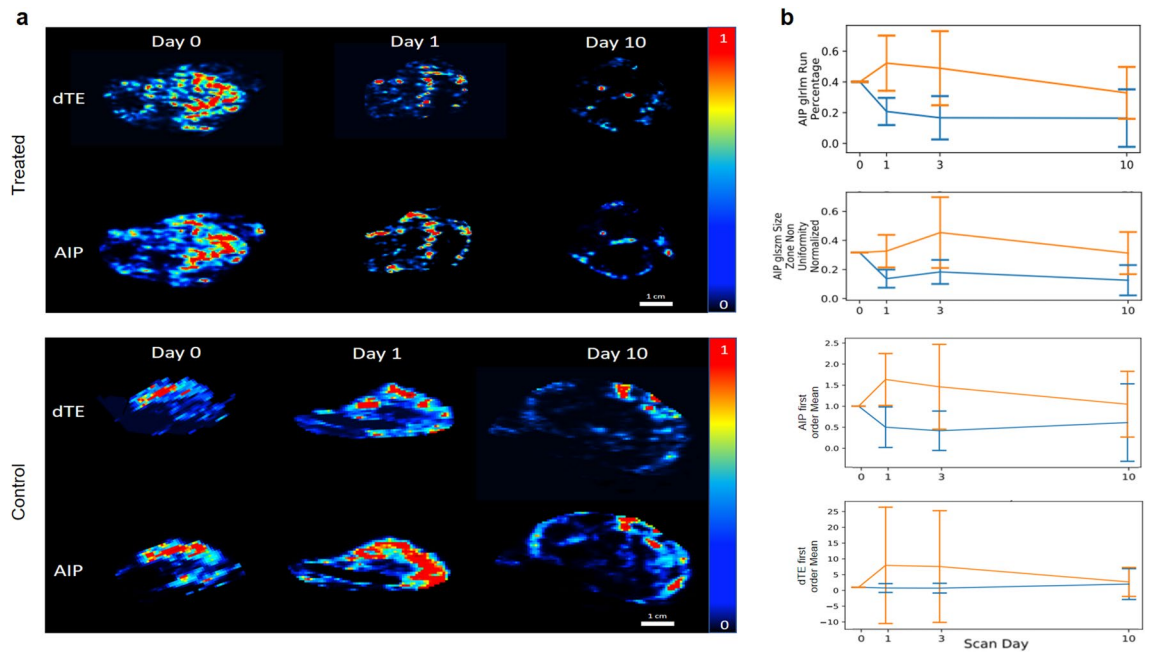 a
Treated
Day 0 Day 1 Day 10
dTE
AIP
1 cm
1
0
Control
Day 0 Day 1 Day 10
dTE
AIP
1 cm
1
0
b
AIP glrlm Run
Percentage
0.6
0.4
0.2
0.0
0 1 3 10
AIP glszm Size
Zone Non
Uniformity
Normalized
0.6
0.4
0.2
0.0
0 1 3 10
AIP first
order Mean
2.5
2.0
1.5
1.0
0.5
0.0
0 1 3 10
dTE first
order Mean
25
20
15
10
5
0
−5
−10
0 1 3 10
Scan Day